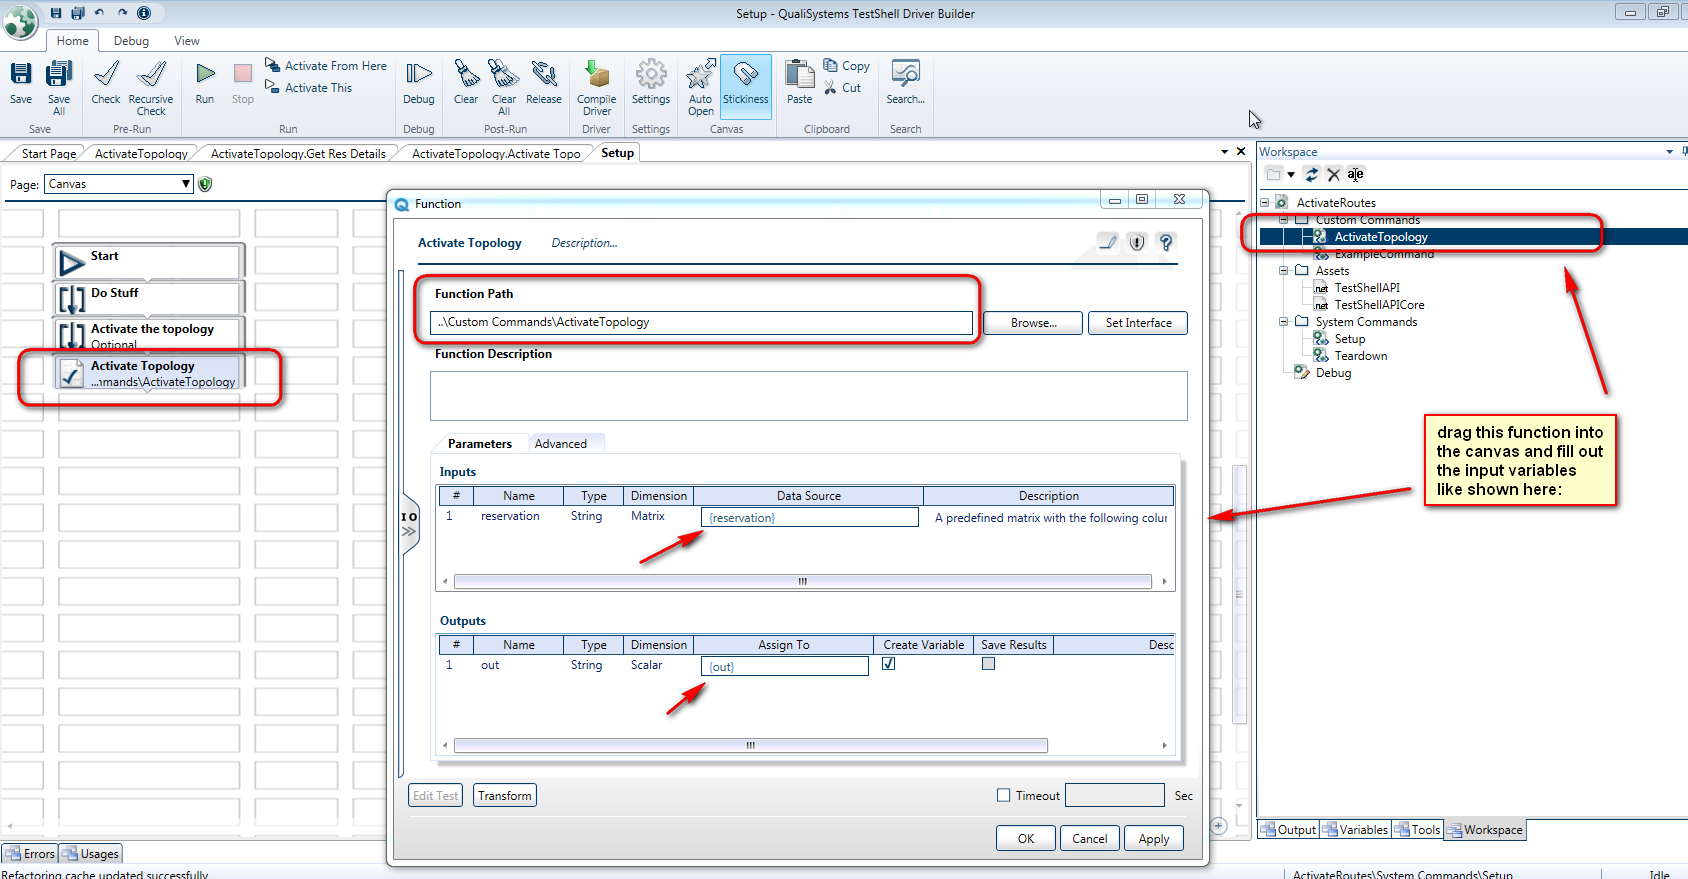 Setup - QualiSystems TestShell Driver Builder
Home Debug View
Save
Save All
Check
Recursive Check
Run
Stop
Activate From Here
Activate This
Debug
Clear
Clear All
Release
Compile Driver
Settings
Auto Open
Stickiness
Paste
Copy
Cut
Search...
Save Pre-Run Run Debug Post-Run Driver Settings Canvas Clipboard Search
Start Page ActivateTopology ActivateTopology.Get Res Details ActivateTopology.Activate Topo Setup
Page: Canvas
Start
Do Stuff
Activate the topology
Optional
Activate Topology
...mands\ActivateTopology
Function
Activate Topology Description...
Function Path
..\Custom Commands\ActivateTopology Browse... Set Interface
Function Description
Parameters Advanced
IO
Inputs
# Name Type Dimension Data Source Description
1 reservation String Matrix {reservation} A predefined matrix with the following colur
Outputs
# Name Type Dimension Assign To Create Variable Save Results Desc
1 out String Scalar {out}
Edit Test Transform Timeout Sec
OK Cancel Apply
Workspace
ActivateRoutes
Custom Commands
ActivateTopology
ExampleCommand
Assets
.net TestShellAPI
.net TestShellAPICore
System Commands
Setup
Teardown
Debug
drag this function into
the canvas and fill out
the input variables
like shown here:
Output Variables Tools Workspace
Errors Usages
Refactoring cache updated successfully
ActivateRoutes\System Commands\Setup Idle